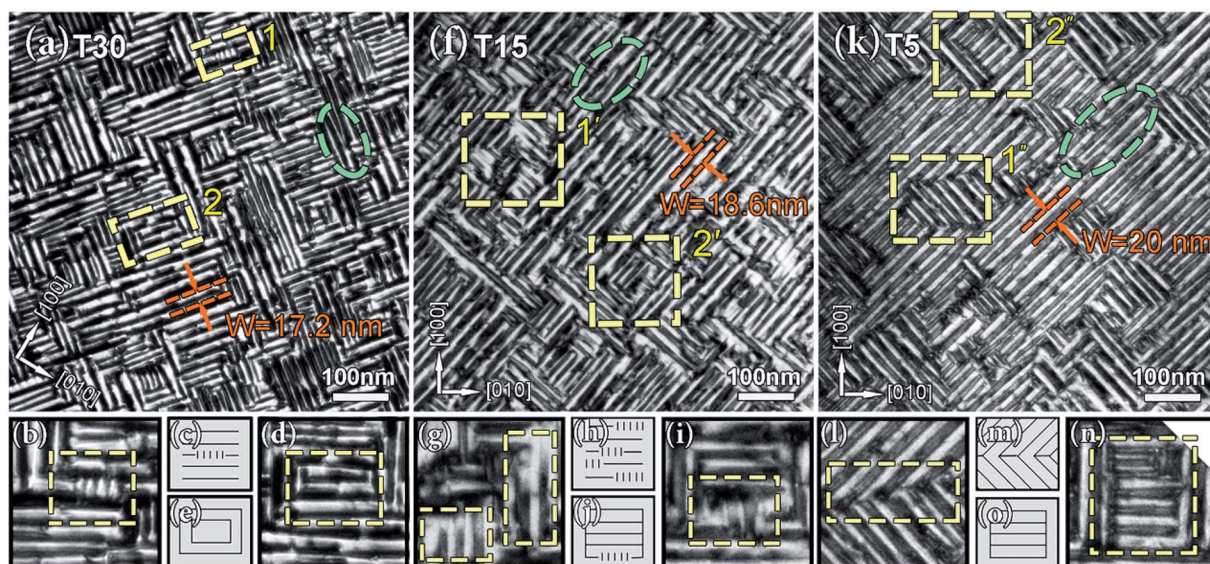 (a) T30
1
2
W=17.2 nm
[100]
[010]
100nm
(f) T15
1′
W=18.6nm
2′
[100]
[010]
100nm
(k) T5
2″
1″
W=20 nm
[100]
[010]
100nm
(b)
(c)
(d)
(e)
(g)
(h)
(i)
(j)
(l)
(m)
(n)
(o)